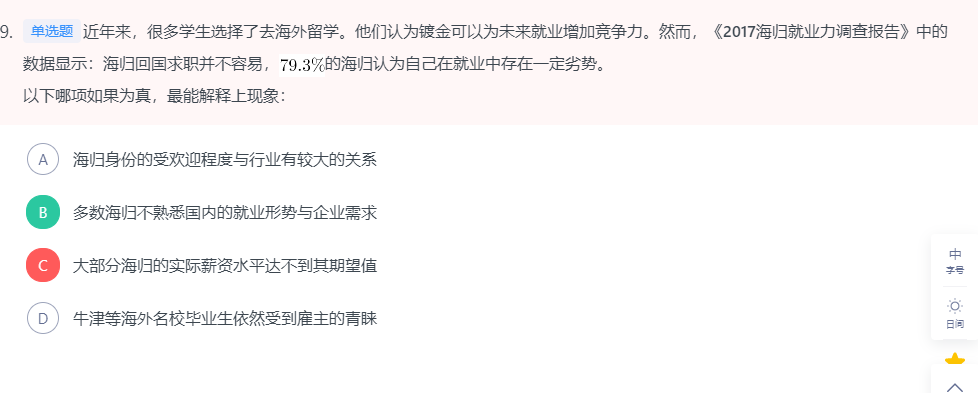 9. 单选题 近年来，很多学生选择了去海外留学。他们认为镀金可以为未来就业增加竞争力。然而，《2017海归就业力调查报告》中的
数据显示：海归回国求职并不容易，79.3%的海归认为自己在就业中存在一定劣势。
以下哪项如果为真，最能解释上现象：
A 海归身份的受欢迎程度与行业有较大的关系
B 多数海归不熟悉国内的就业形势与企业需求
C 大部分海归的实际薪资水平达不到其期望值
D 牛津等海外名校毕业生依然受到雇主的青睐
中
字号
日间